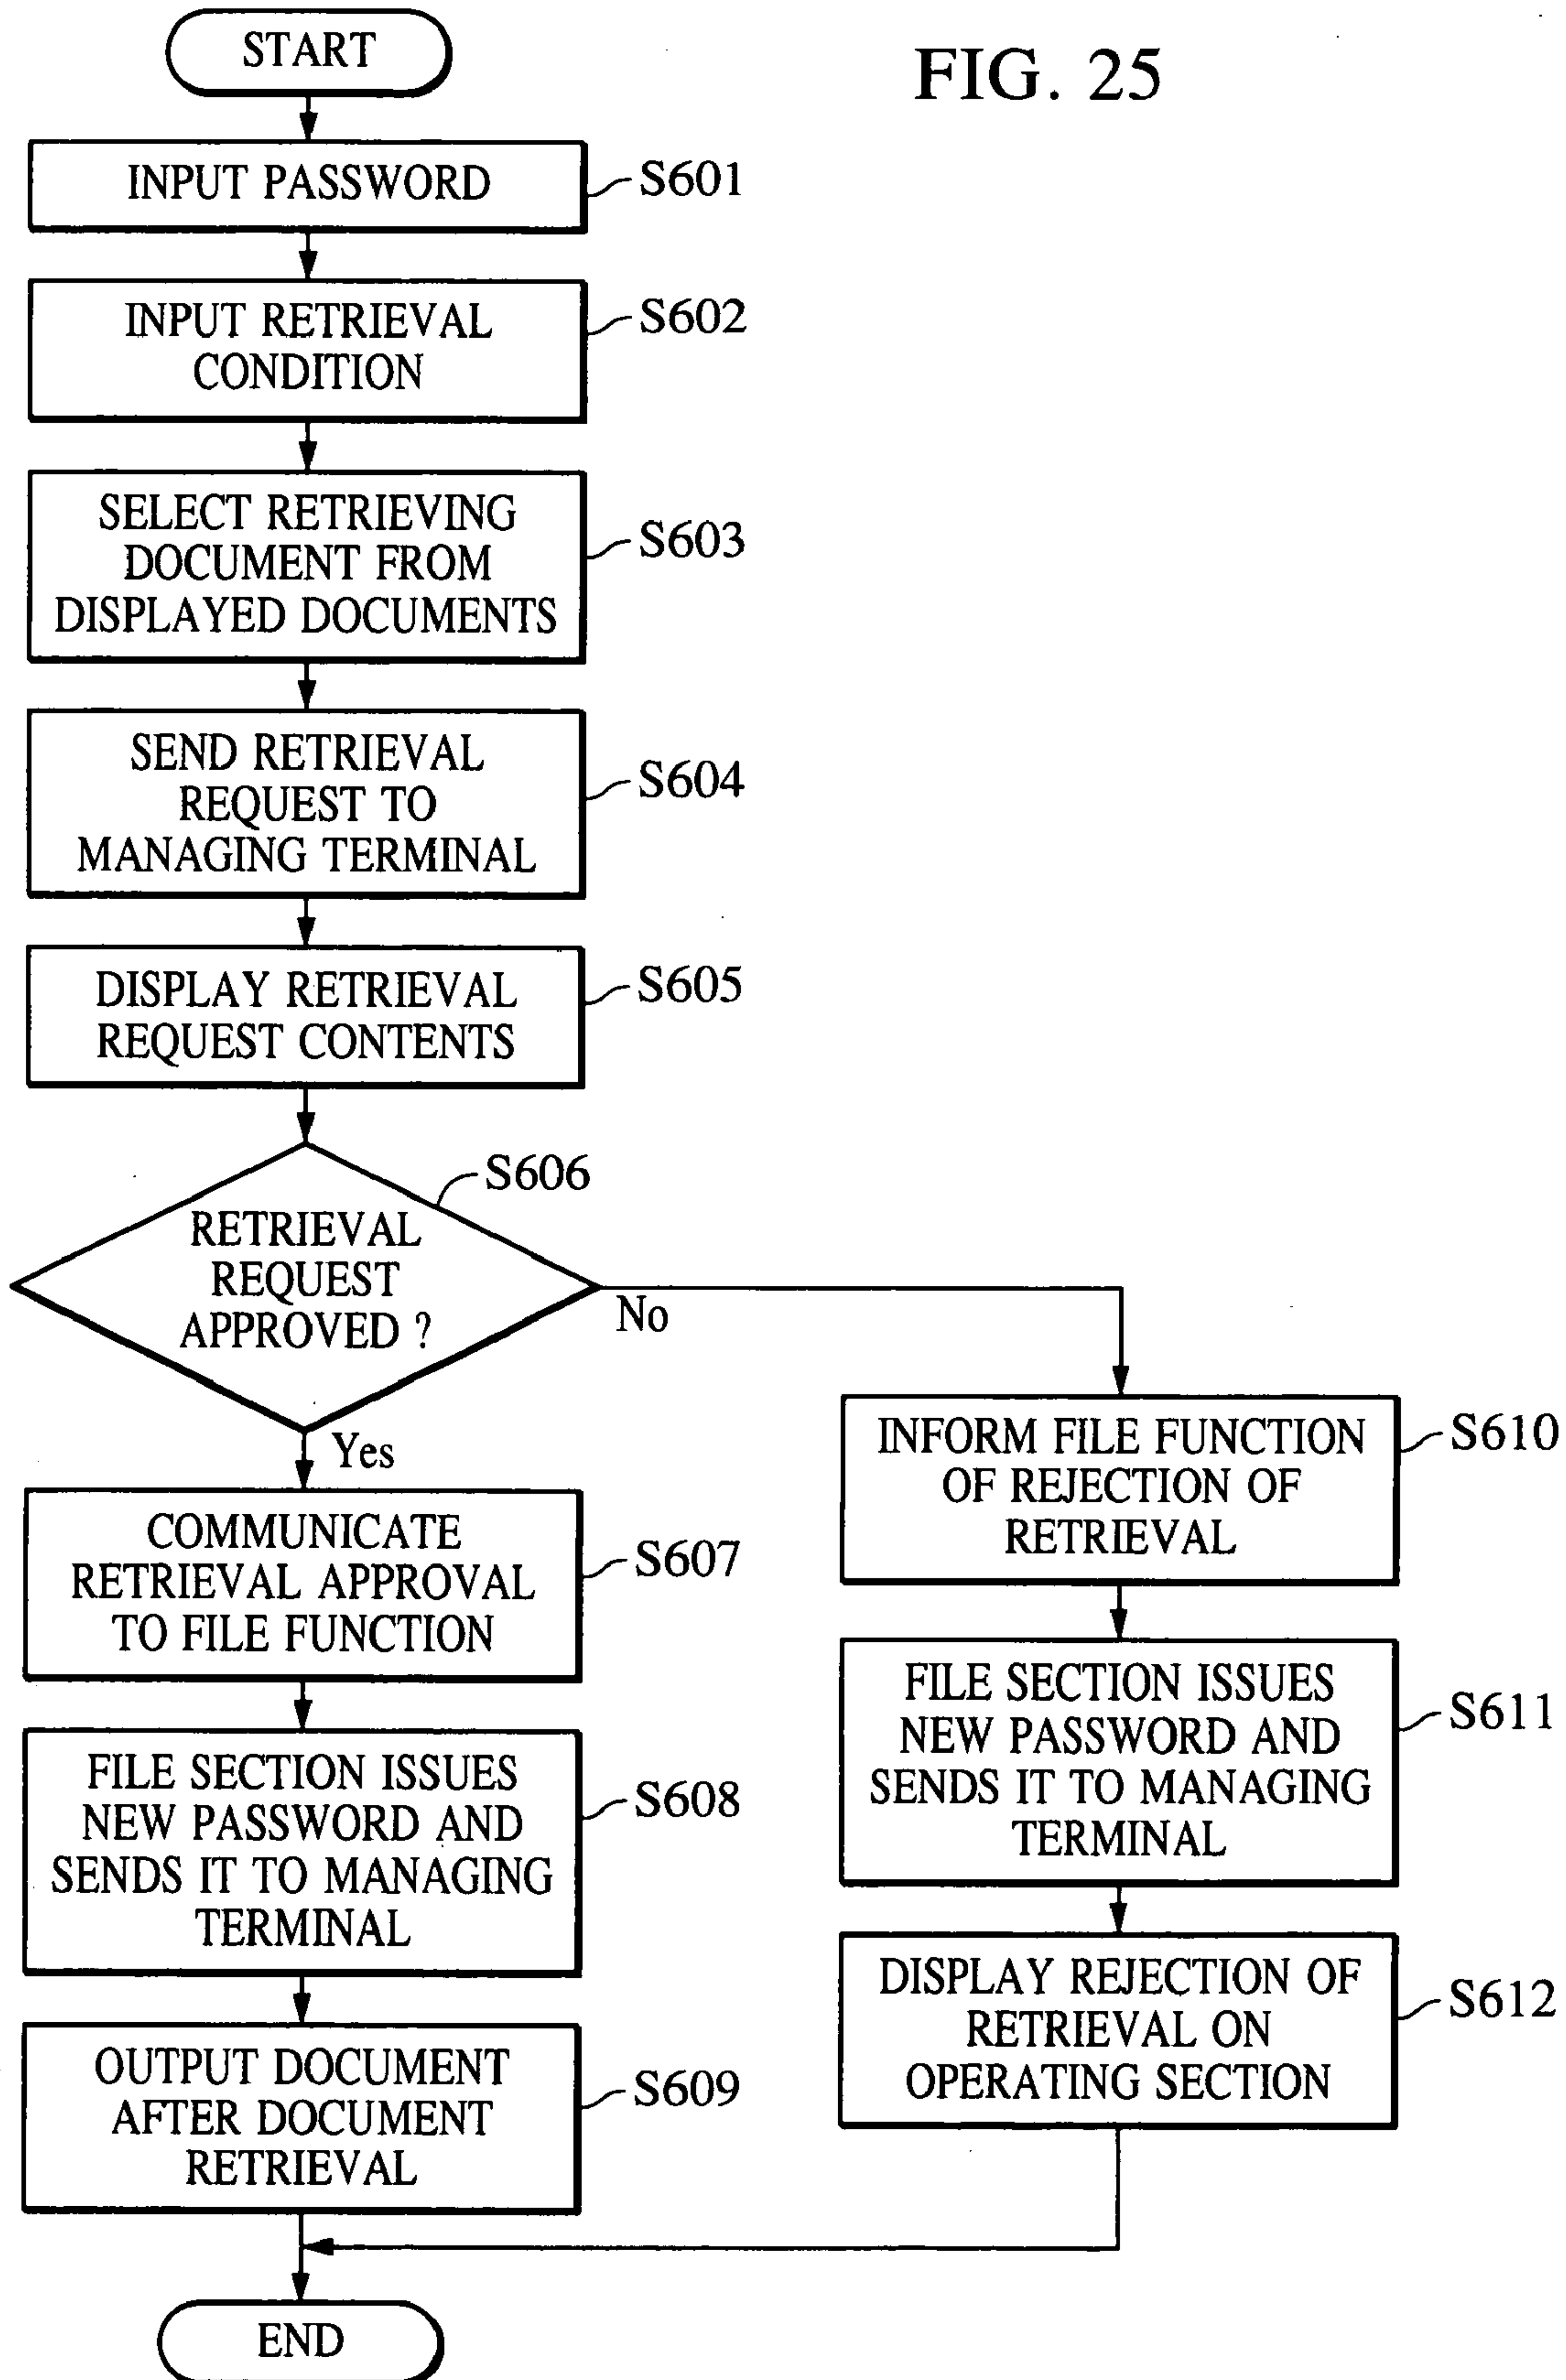 FIG. 25
START
INPUT PASSWORD
S601
INPUT RETRIEVAL
CONDITION
S602
SELECT RETRIEVING
DOCUMENT FROM
DISPLAYED DOCUMENTS
S603
SEND RETRIEVAL
REQUEST TO
MANAGING TERMINAL
S604
DISPLAY RETRIEVAL
REQUEST CONTENTS
S605
RETRIEVAL
REQUEST
APPROVED ?
S606
No
Yes
COMMUNICATE
RETRIEVAL APPROVAL
TO FILE FUNCTION
S607
FILE SECTION ISSUES
NEW PASSWORD AND
SENDS IT TO MANAGING
TERMINAL
S608
OUTPUT DOCUMENT
AFTER DOCUMENT
RETRIEVAL
S609
INFORM FILE FUNCTION
OF REJECTION OF
RETRIEVAL
S610
FILE SECTION ISSUES
NEW PASSWORD AND
SENDS IT TO MANAGING
TERMINAL
S611
DISPLAY REJECTION OF
RETRIEVAL ON
OPERATING SECTION
S612
END